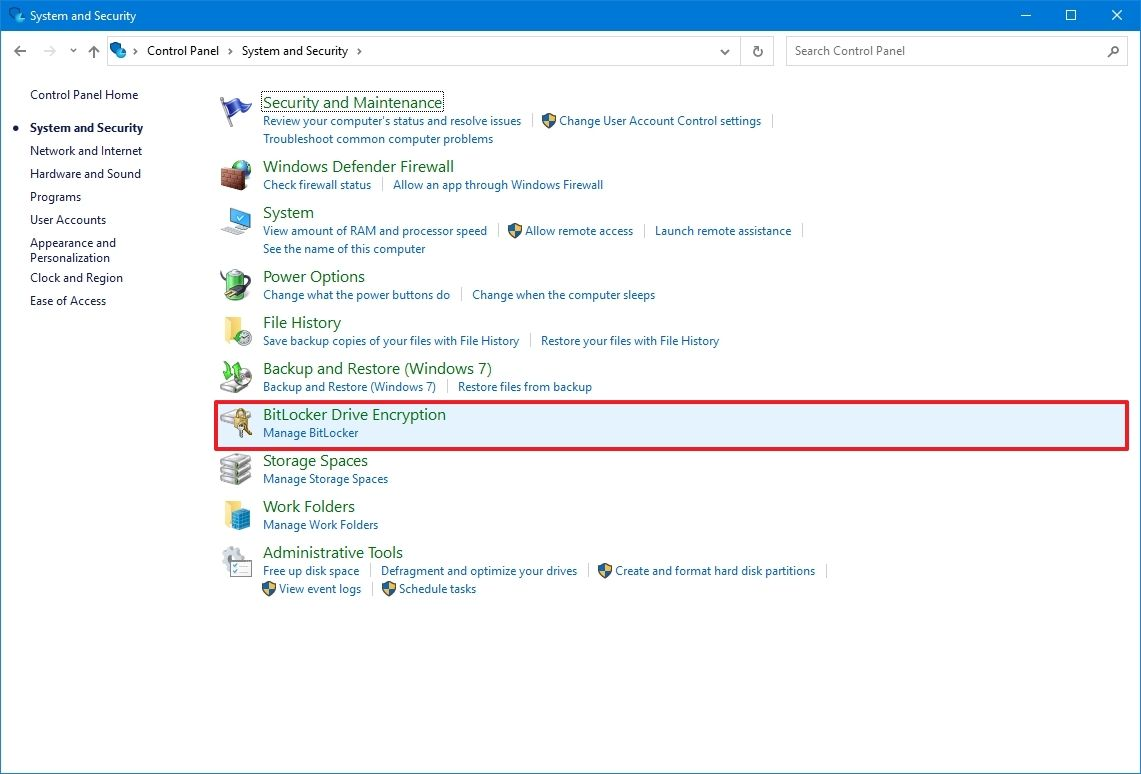 System and Security
Control Panel > System and Security >
Search Control Panel
Control Panel Home
System and Security
Network and Internet
Hardware and Sound
Programs
User Accounts
Appearance and
Personalization
Clock and Region
Ease of Access
Security and Maintenance
Review your computer's status and resolve issues | Change User Account Control settings |
Troubleshoot common computer problems
Windows Defender Firewall
Check firewall status | Allow an app through Windows Firewall
System
View amount of RAM and processor speed | Allow remote access | Launch remote assistance |
See the name of this computer
Power Options
Change what the power buttons do | Change when the computer sleeps
File History
Save backup copies of your files with File History | Restore your files with File History
Backup and Restore (Windows 7)
Backup and Restore (Windows 7) | Restore files from backup
BitLocker Drive Encryption
Manage BitLocker
Storage Spaces
Manage Storage Spaces
Work Folders
Manage Work Folders
Administrative Tools
Free up disk space | Defragment and optimize your drives | Create and format hard disk partitions |
View event logs | Schedule tasks